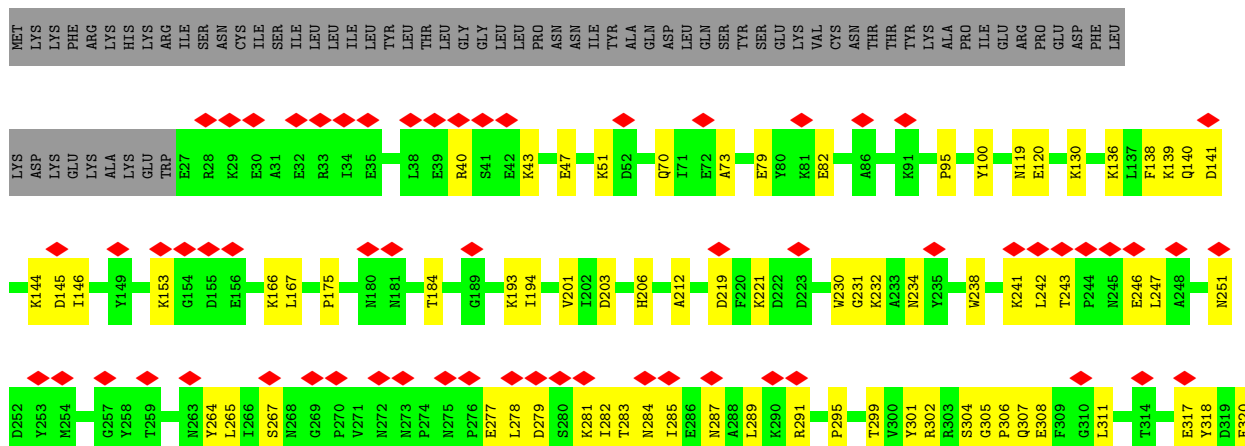 MET LYS LYS PHE ARG LYS HIS LYS ARG ILE SER ASN CYS ILE SER ILE LEU LEU ILE LEU TYR LEU THR LEU GLY GLY LEU LEU PRO ASN ASN ILE TYR ALA GLN ASP LEU GLN SER TYR SER GLU LYS VAL CYS ASN THR THR TYR LYS ALA PRO ILE GLU ARG PRO GLU ASP PHE LEU
LYS ASP LYS GLU LYS ALA LYS GLU TRP E27 R28 K29 E30 A31 E32 R33 I34 E35 L38 E39 R40 S41 E42 K43 E47 K51 D52 Q70 I71 E72 A73 E79 Y80 K81 E82 A86 K91 P95 Y100 N119 E120 K130 K136 L137 F138 K139 Q140 D141
K144 D145 I146 Y149 K153 G154 D155 E156 K166 L167 P175 N180 N181 T184 G189 K193 I194 V201 I202 D203 H206 A212 D219 F220 K221 D222 D223 W230 G231 K232 A233 N234 Y235 W238 K241 L242 T243 P244 N245 E246 L247 A248 N251
D252 Y253 M254 G257 Y258 T259 N263 Y264 L265 I266 S267 N268 G269 P270 V271 N272 N273 P274 N275 P276 E277 L278 D279 S280 K281 I282 T283 N284 I285 E286 N287 A288 L289 K290 R291 P295 T299 V300 Y301 R302 R303 S304 G305 P306 Q307 E308 F309 G310 L311 T314 E317 Y318 D319 F320